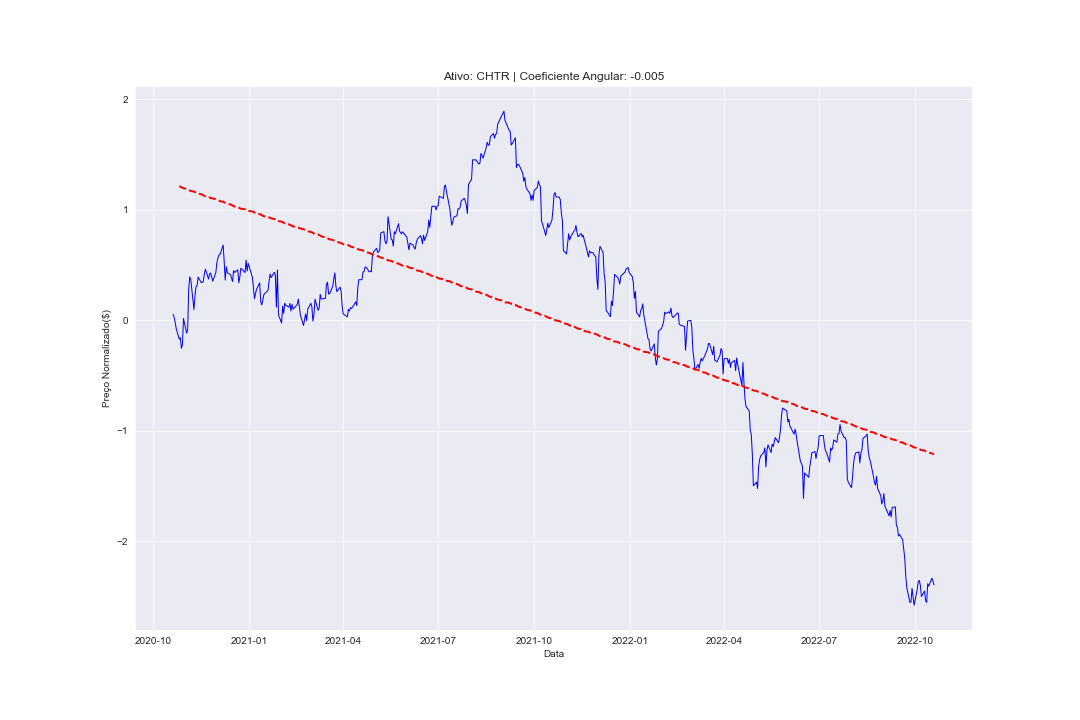 Ativo: CHTR | Coeficiente Angular: -0.005
Preço Normalizado($)
2
1
0
−1
−2
2020-10 2021-01 2021-04 2021-07 2021-10 2022-01 2022-04 2022-07 2022-10
Data